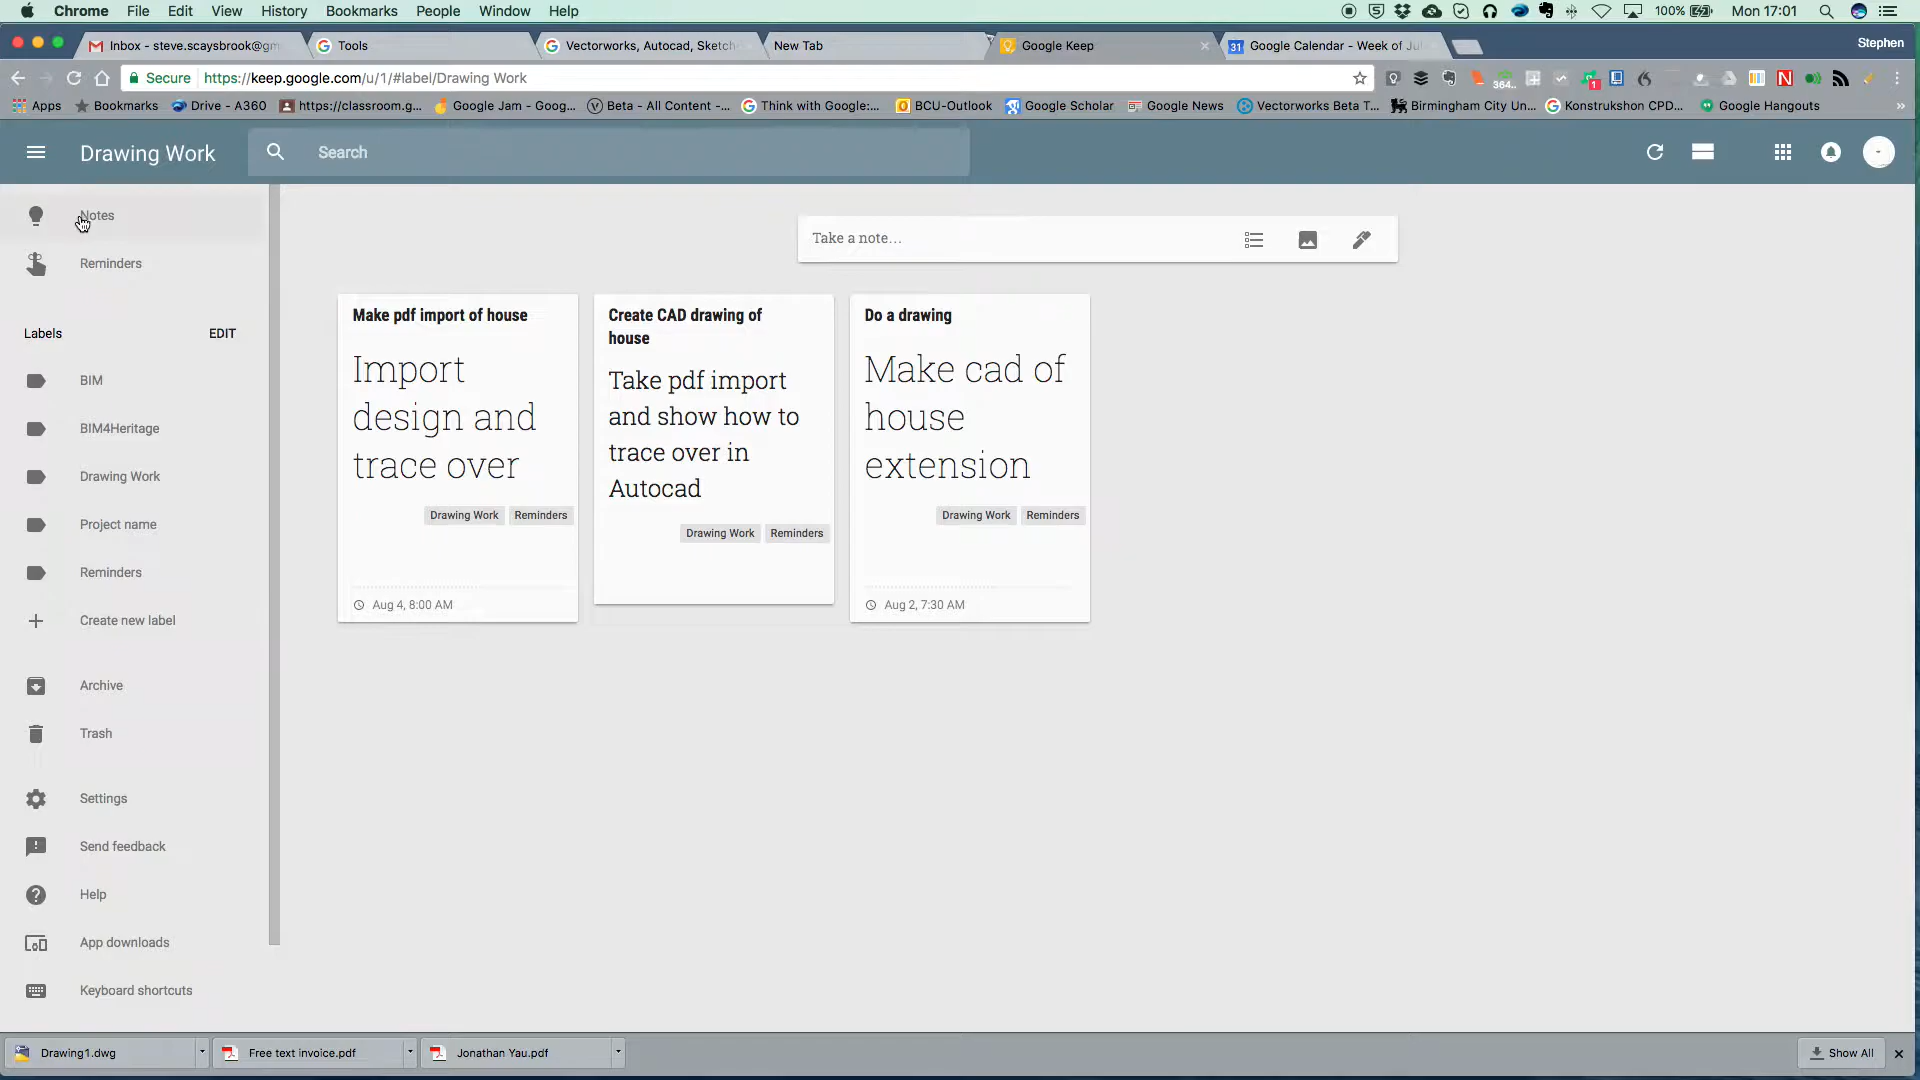 Chrome File Edit View History Bookmarks People Window Help 100% Mon 17:01
Inbox - steve.scaysbrook@gm Tools Vectorworks, Autocad, Sketch New Tab Google Keep 31 Google Calendar - Week of Ju Stephen
Secure https://keep.google.com/u/1/#label/Drawing Work 364.. 1
Apps Bookmarks Drive - A360 https://classroom.g... Google Jam - Goog... Beta - All Content -... Think with Google:... BCU-Outlook Google Scholar Google News Vectorworks Beta T... Birmingham City Un... Konstrukshon CPD... Google Hangouts »
Drawing Work Search
Notes
Reminders
Labels EDIT
BIM
BIM4Heritage
Drawing Work
Project name
Reminders
Create new label
Archive
Trash
Settings
Send feedback
Help
App downloads
Keyboard shortcuts
Take a note...
Make pdf import of house
Import
design and
trace over
Drawing Work Reminders
Aug 4, 8:00 AM
Create CAD drawing of
house
Take pdf import
and show how to
trace over in
Autocad
Drawing Work Reminders
Do a drawing
Make cad of
house
extension
Drawing Work Reminders
Aug 2, 7:30 AM
Drawing1.dwg Free text invoice.pdf Jonathan Yau.pdf Show All